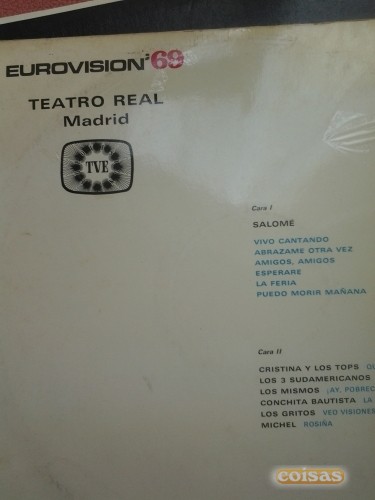 EUROVISION'69
TEATRO REAL
Madrid
TVE
Cara I
SALOME
VIVO CANTANDO
ABRAZAME OTRA VEZ
AMIGOS, AMIGOS
ESPERARE
LA FERIA
PUEDO MORIR MAÑANA
Cara II
CRISTINA Y LOS TOPS
LOS 3 SUDAMERICANOS
LOS MISMOS ¡AY, POBREC
CONCHITA BAUTISTA LA
LOS GRITOS VEO VISIONES
MICHEL ROSIÑA
coisas